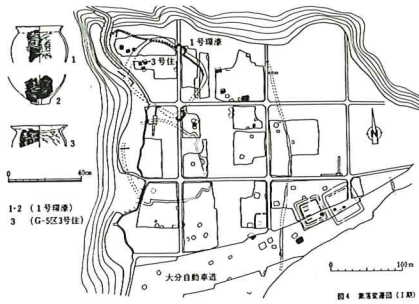 1号環濠
3号住
1
2
3
0
40cm
1・2 (1号環濠)
3 (G-5区3号住)
N
大分自動車道
0
100m
図4 集落変遷図(I期)